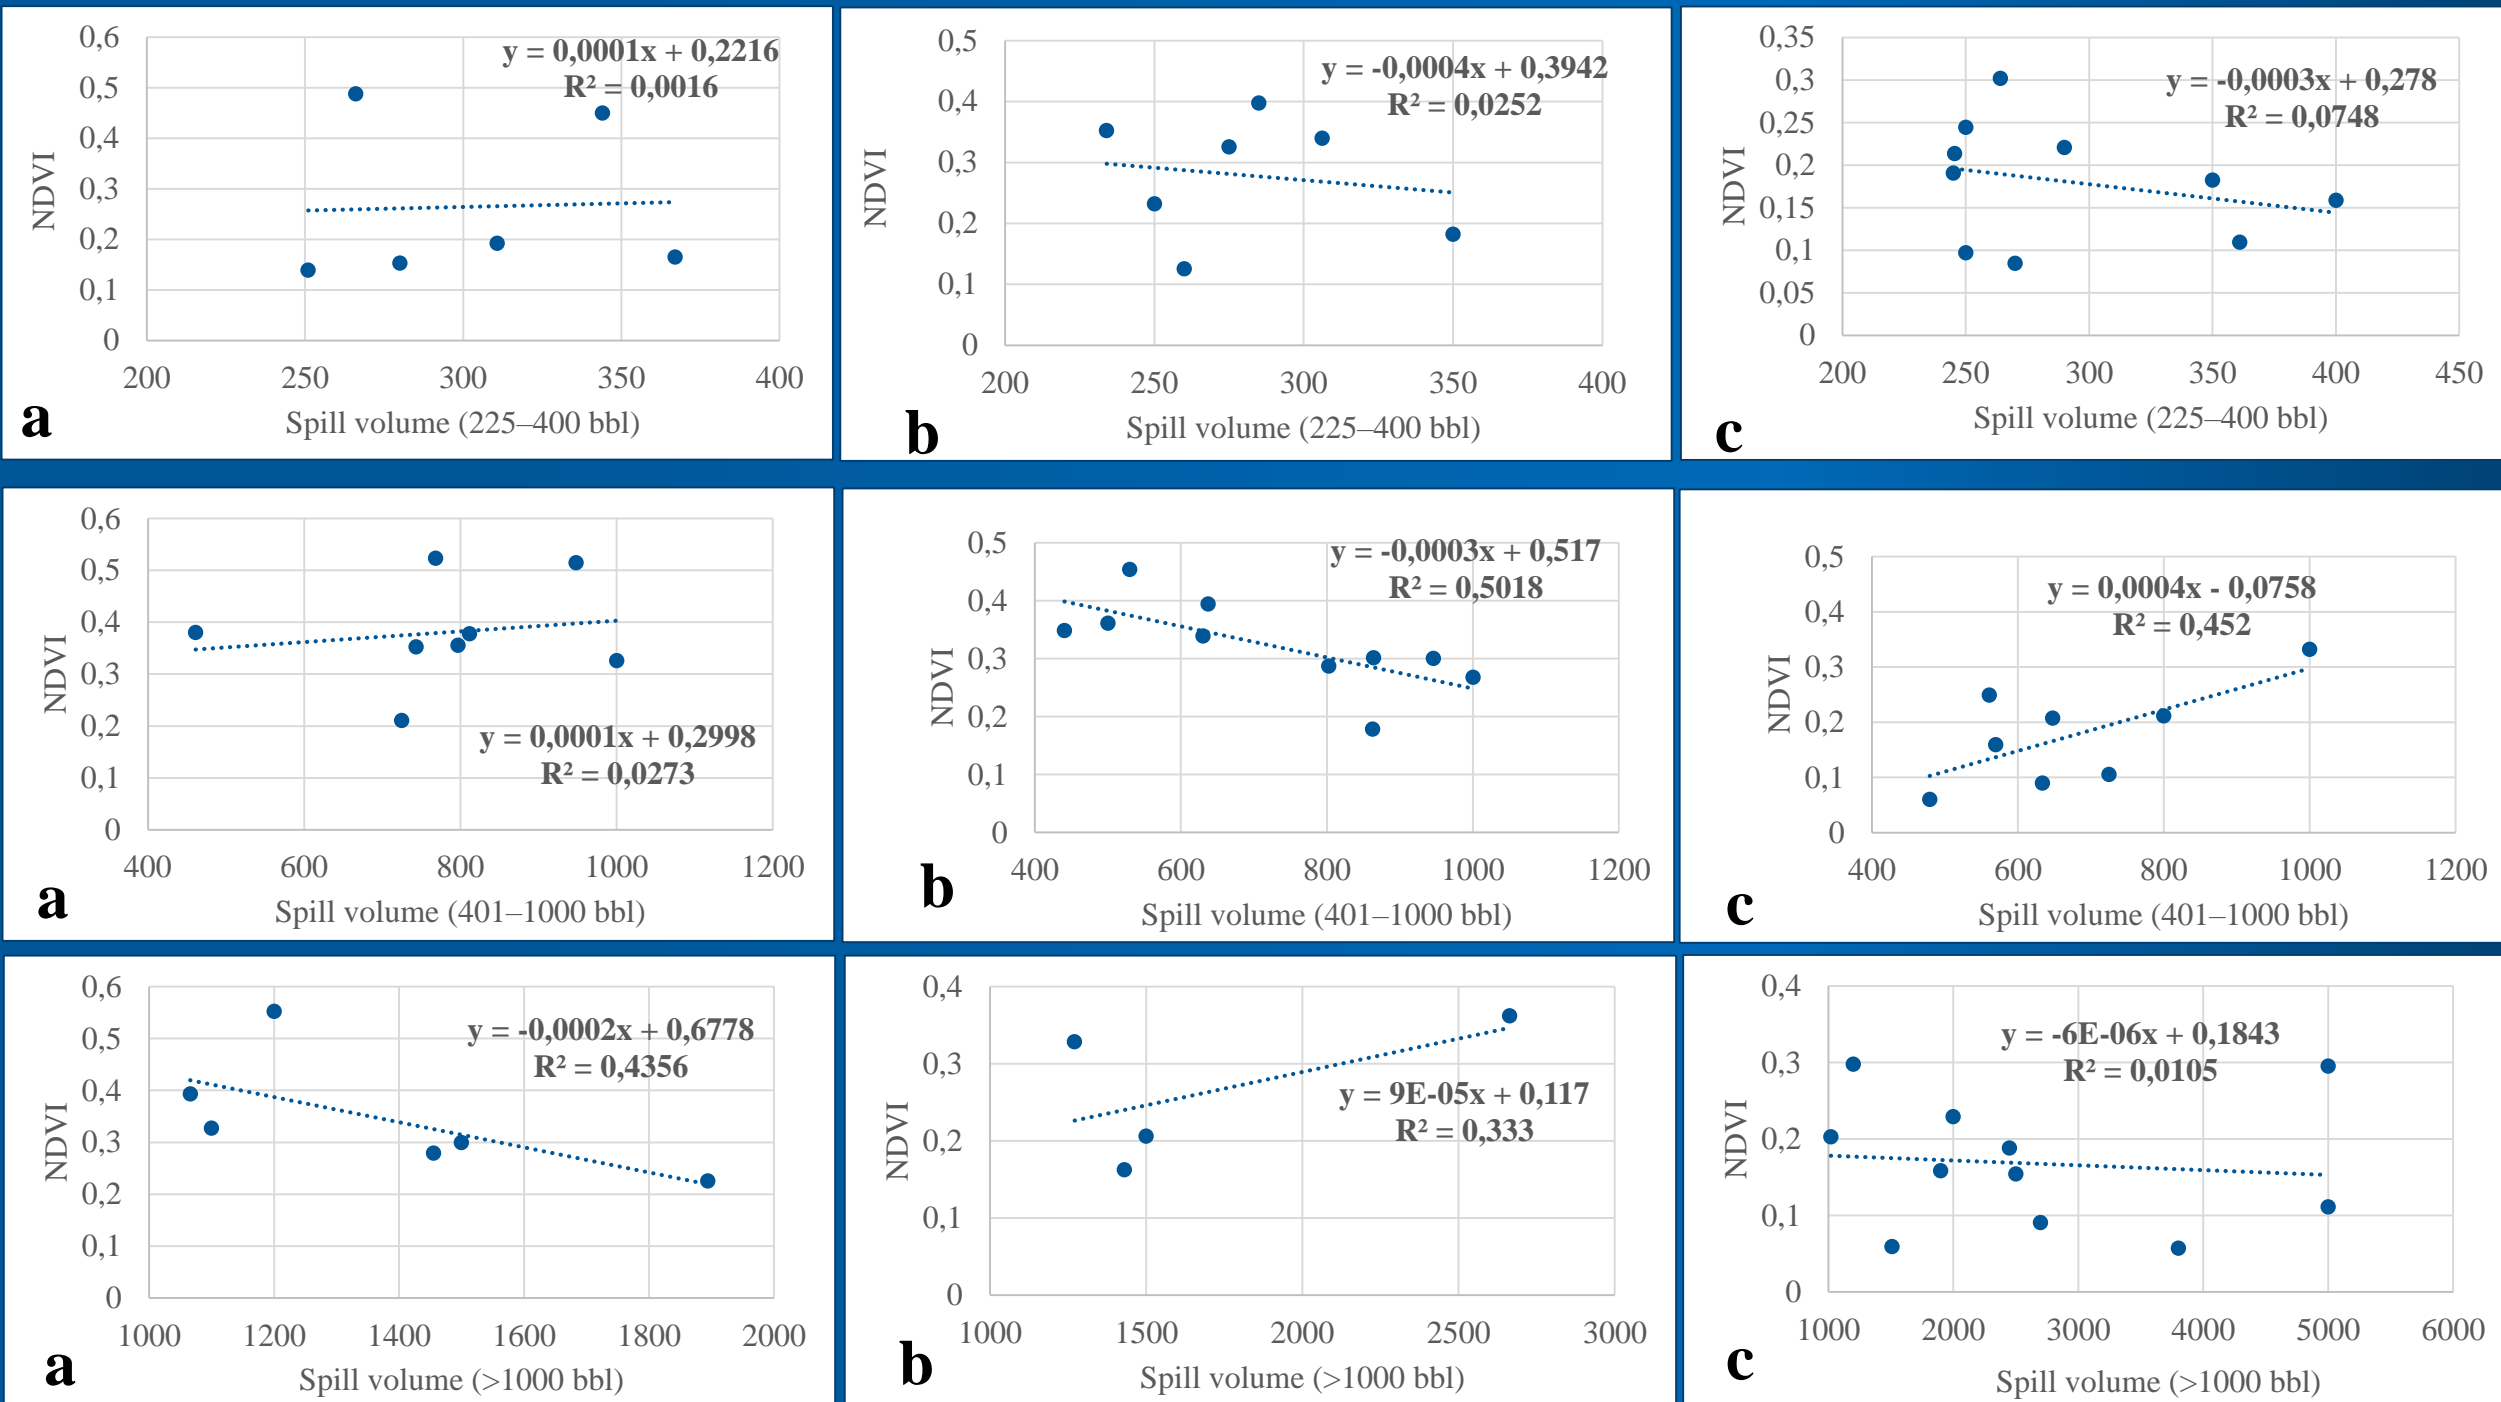 0,6
0,5
0,4
0,3
0,2
0,1
0
NDVI
y = 0,0001x + 0,2216
R² = 0,0016
200 250 300 350 400
Spill volume (225–400 bbl)
a
0,5
0,4
0,3
0,2
0,1
0
NDVI
y = -0,0004x + 0,3942
R² = 0,0252
200 250 300 350 400
Spill volume (225–400 bbl)
b
0,35
0,3
0,25
0,2
0,15
0,1
0,05
0
NDVI
y = -0,0003x + 0,278
R² = 0,0748
200 250 300 350 400 450
Spill volume (225–400 bbl)
c
0,6
0,5
0,4
0,3
0,2
0,1
0
NDVI
y = 0,0001x + 0,2998
R² = 0,0273
400 600 800 1000 1200
Spill volume (401–1000 bbl)
a
0,5
0,4
0,3
0,2
0,1
0
NDVI
y = -0,0003x + 0,517
R² = 0,5018
400 600 800 1000 1200
Spill volume (401–1000 bbl)
b
0,5
0,4
0,3
0,2
0,1
0
NDVI
y = 0,0004x - 0,0758
R² = 0,452
400 600 800 1000 1200
Spill volume (401–1000 bbl)
c
0,6
0,5
0,4
0,3
0,2
0,1
0
NDVI
y = -0,0002x + 0,6778
R² = 0,4356
1000 1200 1400 1600 1800 2000
Spill volume (>1000 bbl)
a
0,4
0,3
0,2
0,1
0
NDVI
y = 9E-05x + 0,117
R² = 0,333
1000 1500 2000 2500 3000
Spill volume (>1000 bbl)
b
0,4
0,3
0,2
0,1
0
NDVI
y = -6E-06x + 0,1843
R² = 0,0105
1000 2000 3000 4000 5000 6000
Spill volume (>1000 bbl)
c